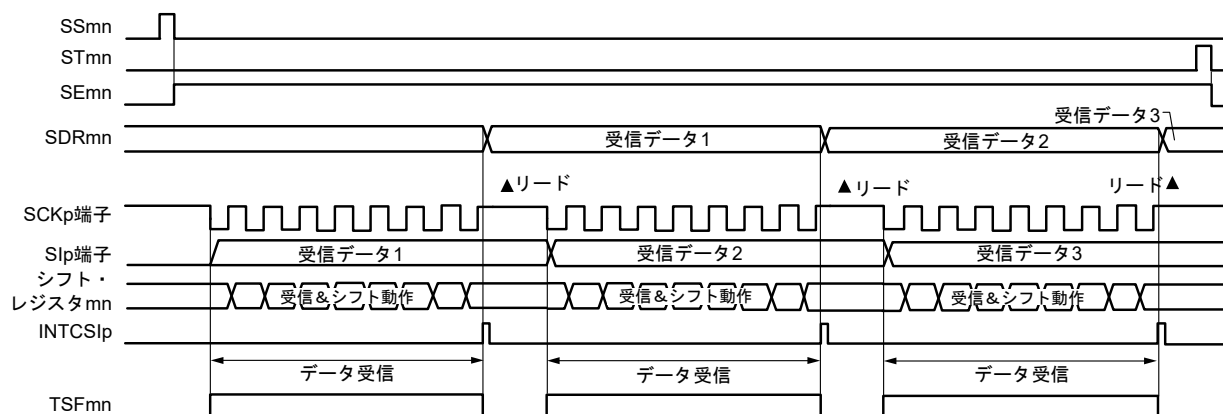 SSmn
STmn
SEmn
受信データ3
SDRmn 受信データ1 受信データ2
▲リード ▲リード リード▲
SCKp端子
SIp端子 受信データ1 受信データ2 受信データ3
シフト・
レジスタmn 受信&シフト動作 受信&シフト動作 受信&シフト動作
INTCSIp
データ受信 データ受信 データ受信
TSFmn